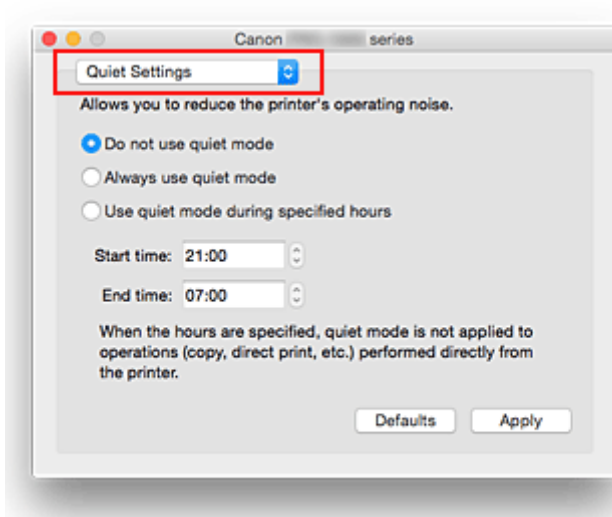 Canon series
Quiet Settings
Allows you to reduce the printer's operating noise.
Do not use quiet mode
Always use quiet mode
Use quiet mode during specified hours
Start time: 21:00
End time: 07:00
When the hours are specified, quiet mode is not applied to
operations (copy, direct print, etc.) performed directly from
the printer.
Defaults Apply